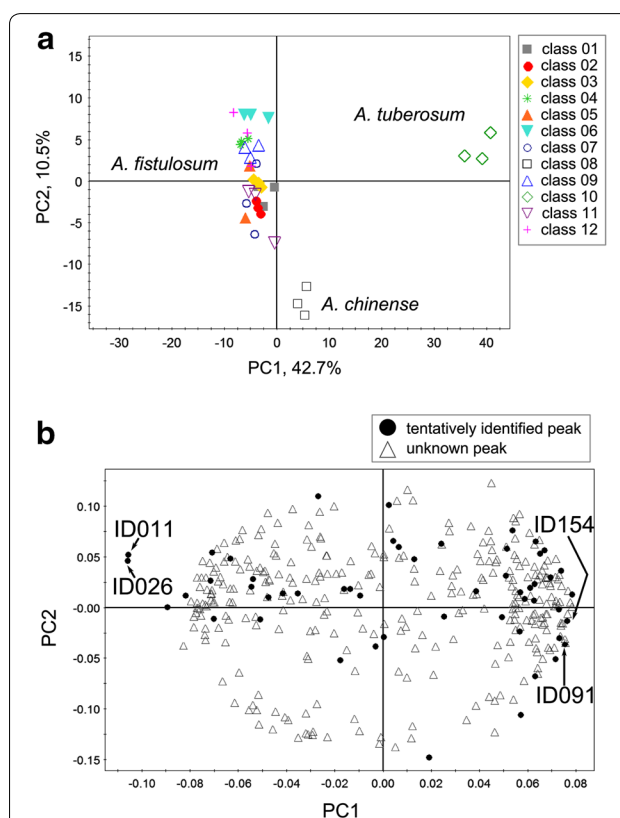 a
class 01
class 02
class 03
class 04
class 05
class 06
class 07
class 08
class 09
class 10
class 11
class 12
15
10
5
0
-5
-10
-15
PC2, 10.5%
A. tuberosum
A. fistulosum
A. chinense
-30 -20 -10 0 10 20 30 40
PC1, 42.7%
b
tentatively identified peak
unknown peak
0.10
0.05
-0.00
-0.05
-0.10
-0.15
PC2
ID011
ID026
ID154
ID091
-0.10 -0.08 -0.06 -0.04 -0.02 0.00 0.02 0.04 0.06 0.08
PC1